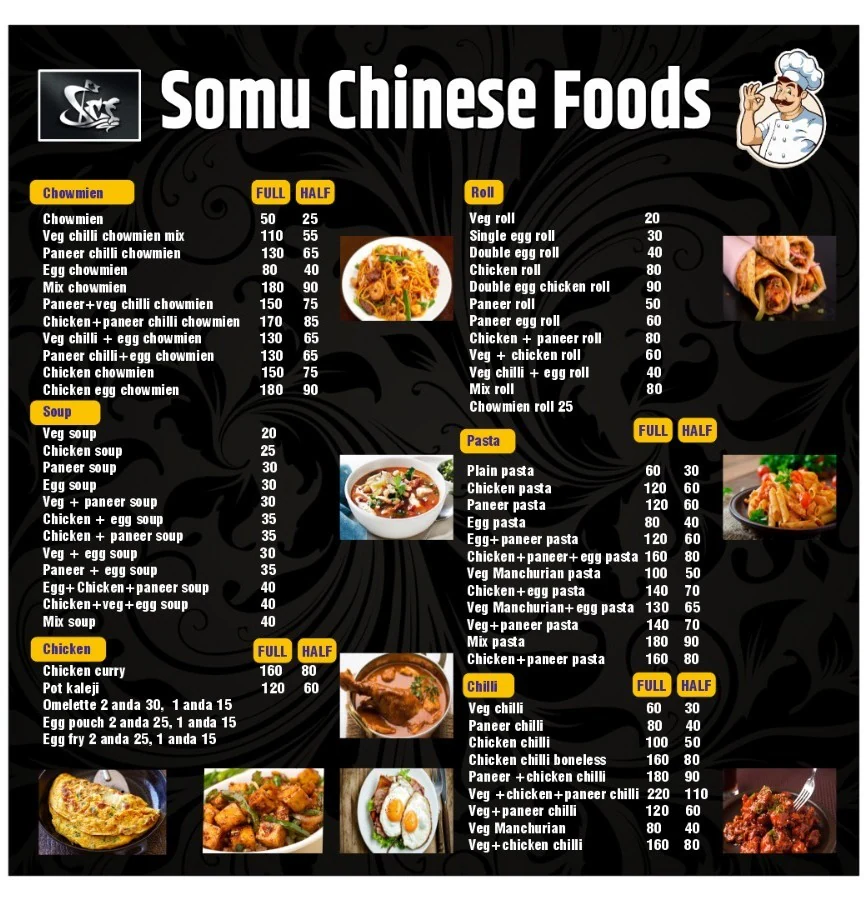 Somu Chinese Foods
Chowmien FULL HALF
Chowmien 50 25
Veg chilli chowmien mix 110 55
Paneer chilli chowmien 130 65
Egg chowmien 80 40
Mix chowmien 180 90
Paneer+veg chilli chowmien 150 75
Chicken+paneer chilli chowmien 170 85
Veg chilli + egg chowmien 130 65
Paneer chilli+egg chowmien 130 65
Chicken chowmien 150 75
Chicken egg chowmien 180 90
Soup
Veg soup 20
Chicken soup 25
Paneer soup 30
Egg soup 30
Veg + paneer soup 30
Chicken + egg soup 35
Chicken + paneer soup 35
Veg + egg soup 30
Paneer + egg soup 35
Egg+Chicken+paneer soup 40
Chicken+veg+egg soup 40
Mix soup 40
Chicken FULL HALF
Chicken curry 160 80
Pot kaleji 120 60
Omelette 2 anda 30, 1 anda 15
Egg pouch 2 anda 25, 1 anda 15
Egg fry 2 anda 25, 1 anda 15
Roll
Veg roll 20
Single egg roll 30
Double egg roll 40
Chicken roll 80
Double egg chicken roll 90
Paneer roll 50
Paneer egg roll 60
Chicken + paneer roll 80
Veg + chicken roll 60
Veg chilli + egg roll 40
Mix roll 80
Chowmien roll 25
Pasta FULL HALF
Plain pasta 60 30
Chicken pasta 120 60
Paneer pasta 120 60
Egg pasta 80 40
Egg+paneer pasta 120 60
Chicken+paneer+egg pasta 160 80
Veg Manchurian pasta 100 50
Chicken+egg pasta 140 70
Veg Manchurian+egg pasta 130 65
Veg+paneer pasta 140 70
Mix pasta 180 90
Chicken+paneer pasta 160 80
Chilli FULL HALF
Veg chilli 60 30
Paneer chilli 80 40
Chicken chilli 100 50
Chicken chilli boneless 160 80
Paneer +chicken chilli 180 90
Veg +chicken+paneer chilli 220 110
Veg+paneer chilli 120 60
Veg Manchurian 80 40
Veg+chicken chilli 160 80